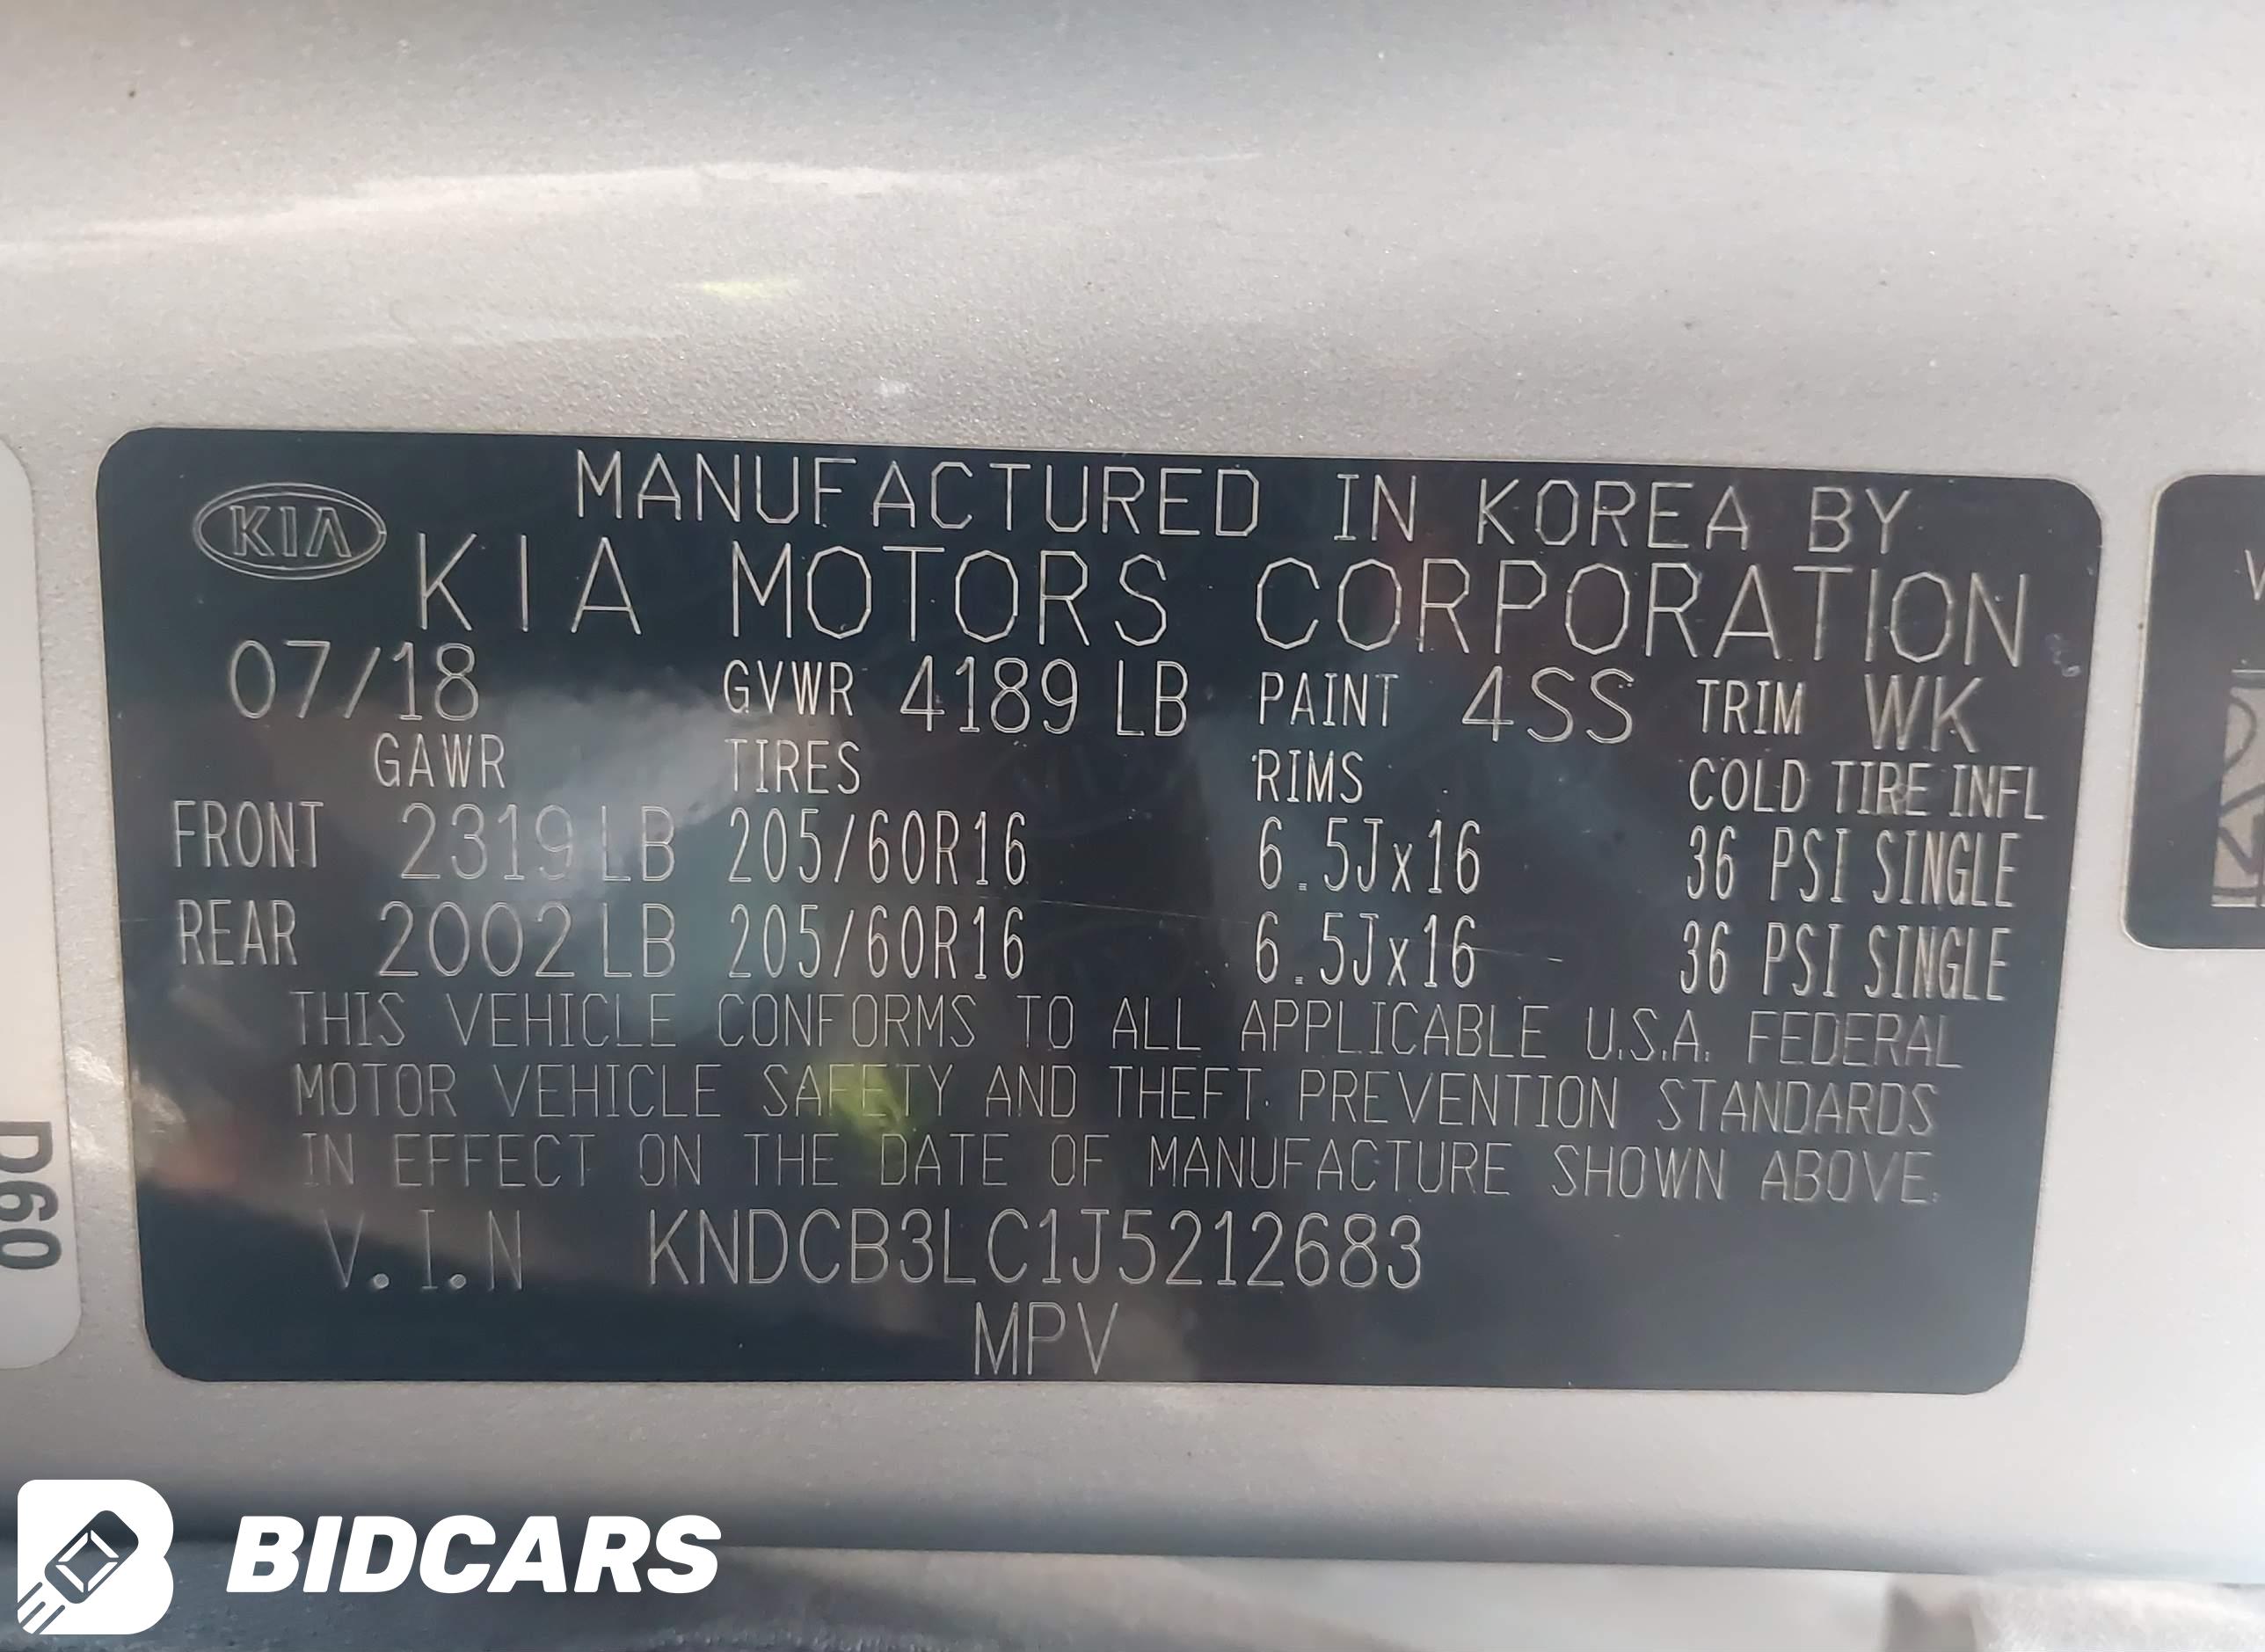 KIA
MANUFACTURED IN KOREA BY
KIA MOTORS CORPORATION
07/18 GVWR 4189 LB PAINT 4SS TRIM WK
GAWR TIRES RIMS COLD TIRE INFL
FRONT 2319 LB 205/60R16 6.5Jx16 36 PSI SINGLE
REAR 2002 LB 205/60R16 6.5Jx16 36 PSI SINGLE
THIS VEHICLE CONFORMS TO ALL APPLICABLE U.S.A. FEDERAL
MOTOR VEHICLE SAFETY AND THEFT PREVENTION STANDARDS
IN EFFECT ON THE DATE OF MANUFACTURE SHOWN ABOVE.
V.I.N KNDCB3LC1J5212683
MPV
D60
BIDCARS